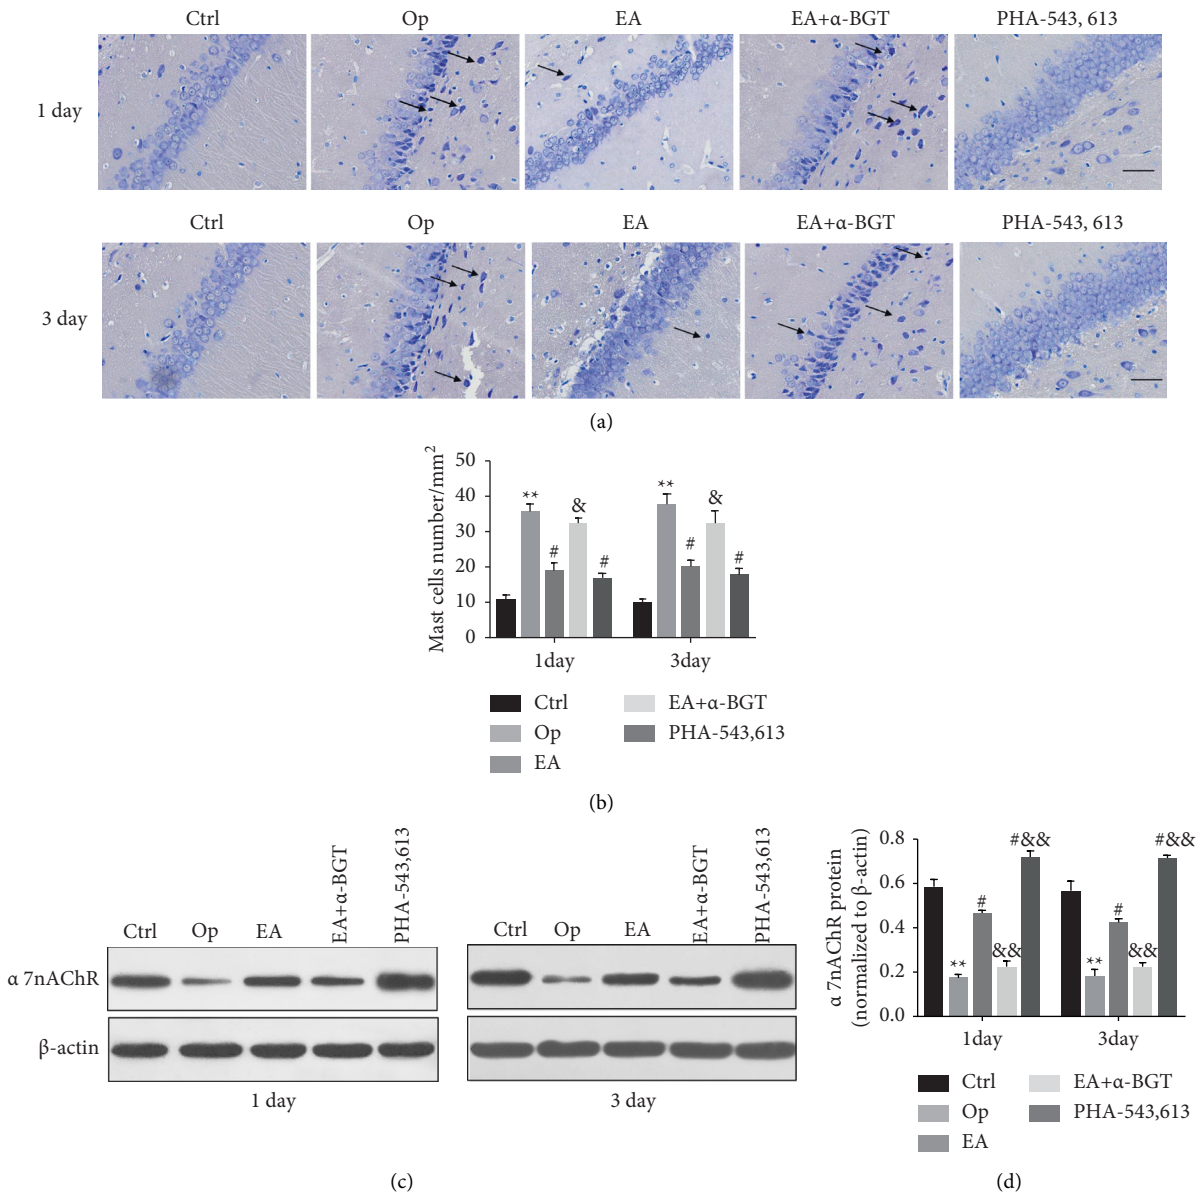 Ctrl Op EA EA+α-BGT PHA-543, 613
1 day
Ctrl Op EA EA+α-BGT PHA-543, 613
3 day
(a)
Mast cells number/mm²
50
40
30
20
10
0
** # & #
** # & #
1day 3day
Ctrl EA+α-BGT
Op PHA-543,613
EA
(b)
Ctrl Op EA EA+α-BGT PHA-543,613
Ctrl Op EA EA+α-BGT PHA-543,613
α 7nAChR
β-actin
1 day 3 day
(c)
α 7nAChR protein
(normalized to β-actin)
0.8
0.6
0.4
0.2
0.0
** # && #&&
** # && #&&
1day 3day
Ctrl EA+α-BGT
Op PHA-543,613
EA
(d)